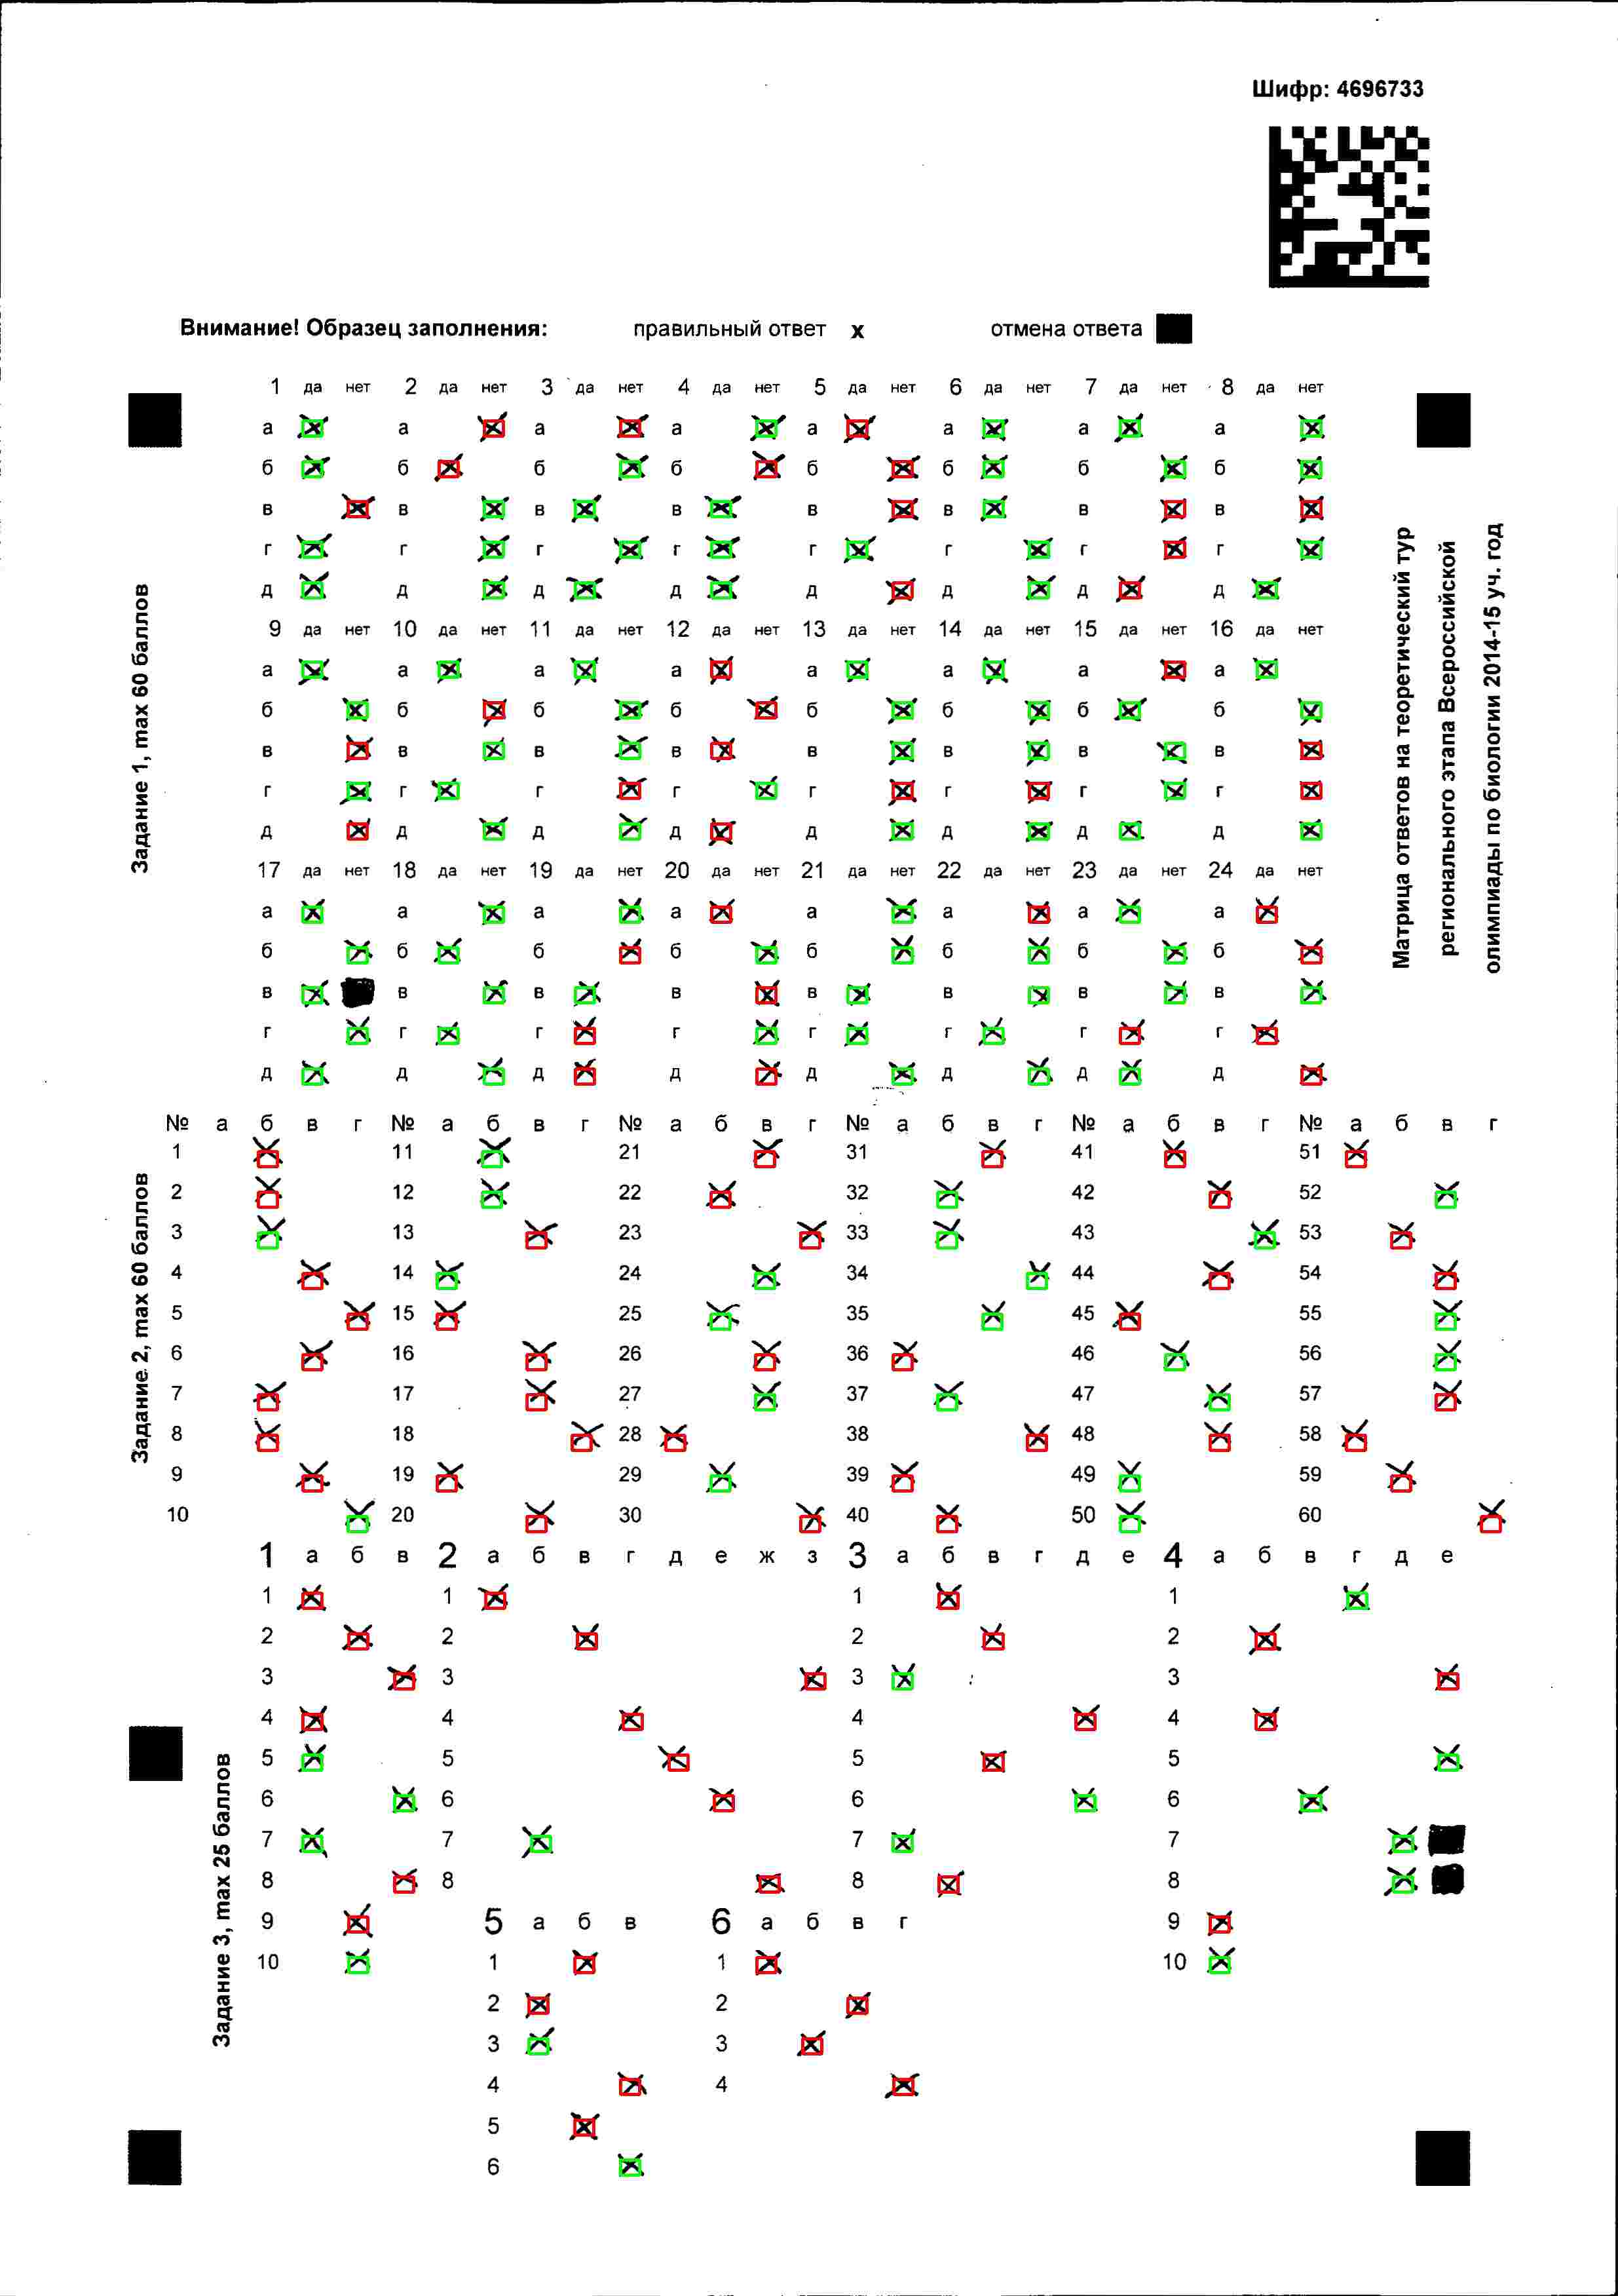 Шифр: 4696733
Внимание! Образец заполнения: правильный ответ x отмена ответа
1 да нет 2 да нет 3 да нет 4 да нет 5 да нет 6 да нет 7 да нет 8 да нет
а а а а а а а а
б б б б б б б б
в в в в в в в в
г г г г г г г г
д д д д д д д д
9 да нет 10 да нет 11 да нет 12 да нет 13 да нет 14 да нет 15 да нет 16 да нет
а а а а а а а а
б б б б б б б б
в в в в в в в в
г г г г г г г г
д д д д д д д д
17 да нет 18 да нет 19 да нет 20 да нет 21 да нет 22 да нет 23 да нет 24 да нет
а а а а а а а а
б б б б б б б б
в в в в в в в в
г г г г г г г г
д д д д д д д д
Задание 1, max 60 баллов
Матрица ответов на теоретический тур
регионального этапа Всероссийской
олимпиады по биологии 2014-15 уч. год
№ а б в г № а б в г № а б в г № а б в г № а б в г № а б в г
1 11 21 31 41 51
2 12 22 32 42 52
3 13 23 33 43 53
4 14 24 34 44 54
5 15 25 35 45 55
6 16 26 36 46 56
7 17 27 37 47 57
8 18 28 38 48 58
9 19 29 39 49 59
10 20 30 40 50 60
Задание 2, max 60 баллов
1 а б в 2 а б в г д е ж з 3 а б в г д е 4 а б в г д е
1 1 1 1
2 2 2 2
3 3 3 3
4 4 4 4
5 5 5 5
6 6 6 6
7 7 7 7
8 8 8 8
9 5 а б в 6 а б в г 9
10 1 1 10
2 2
3 3
4 4
5
6
Задание 3, max 25 баллов